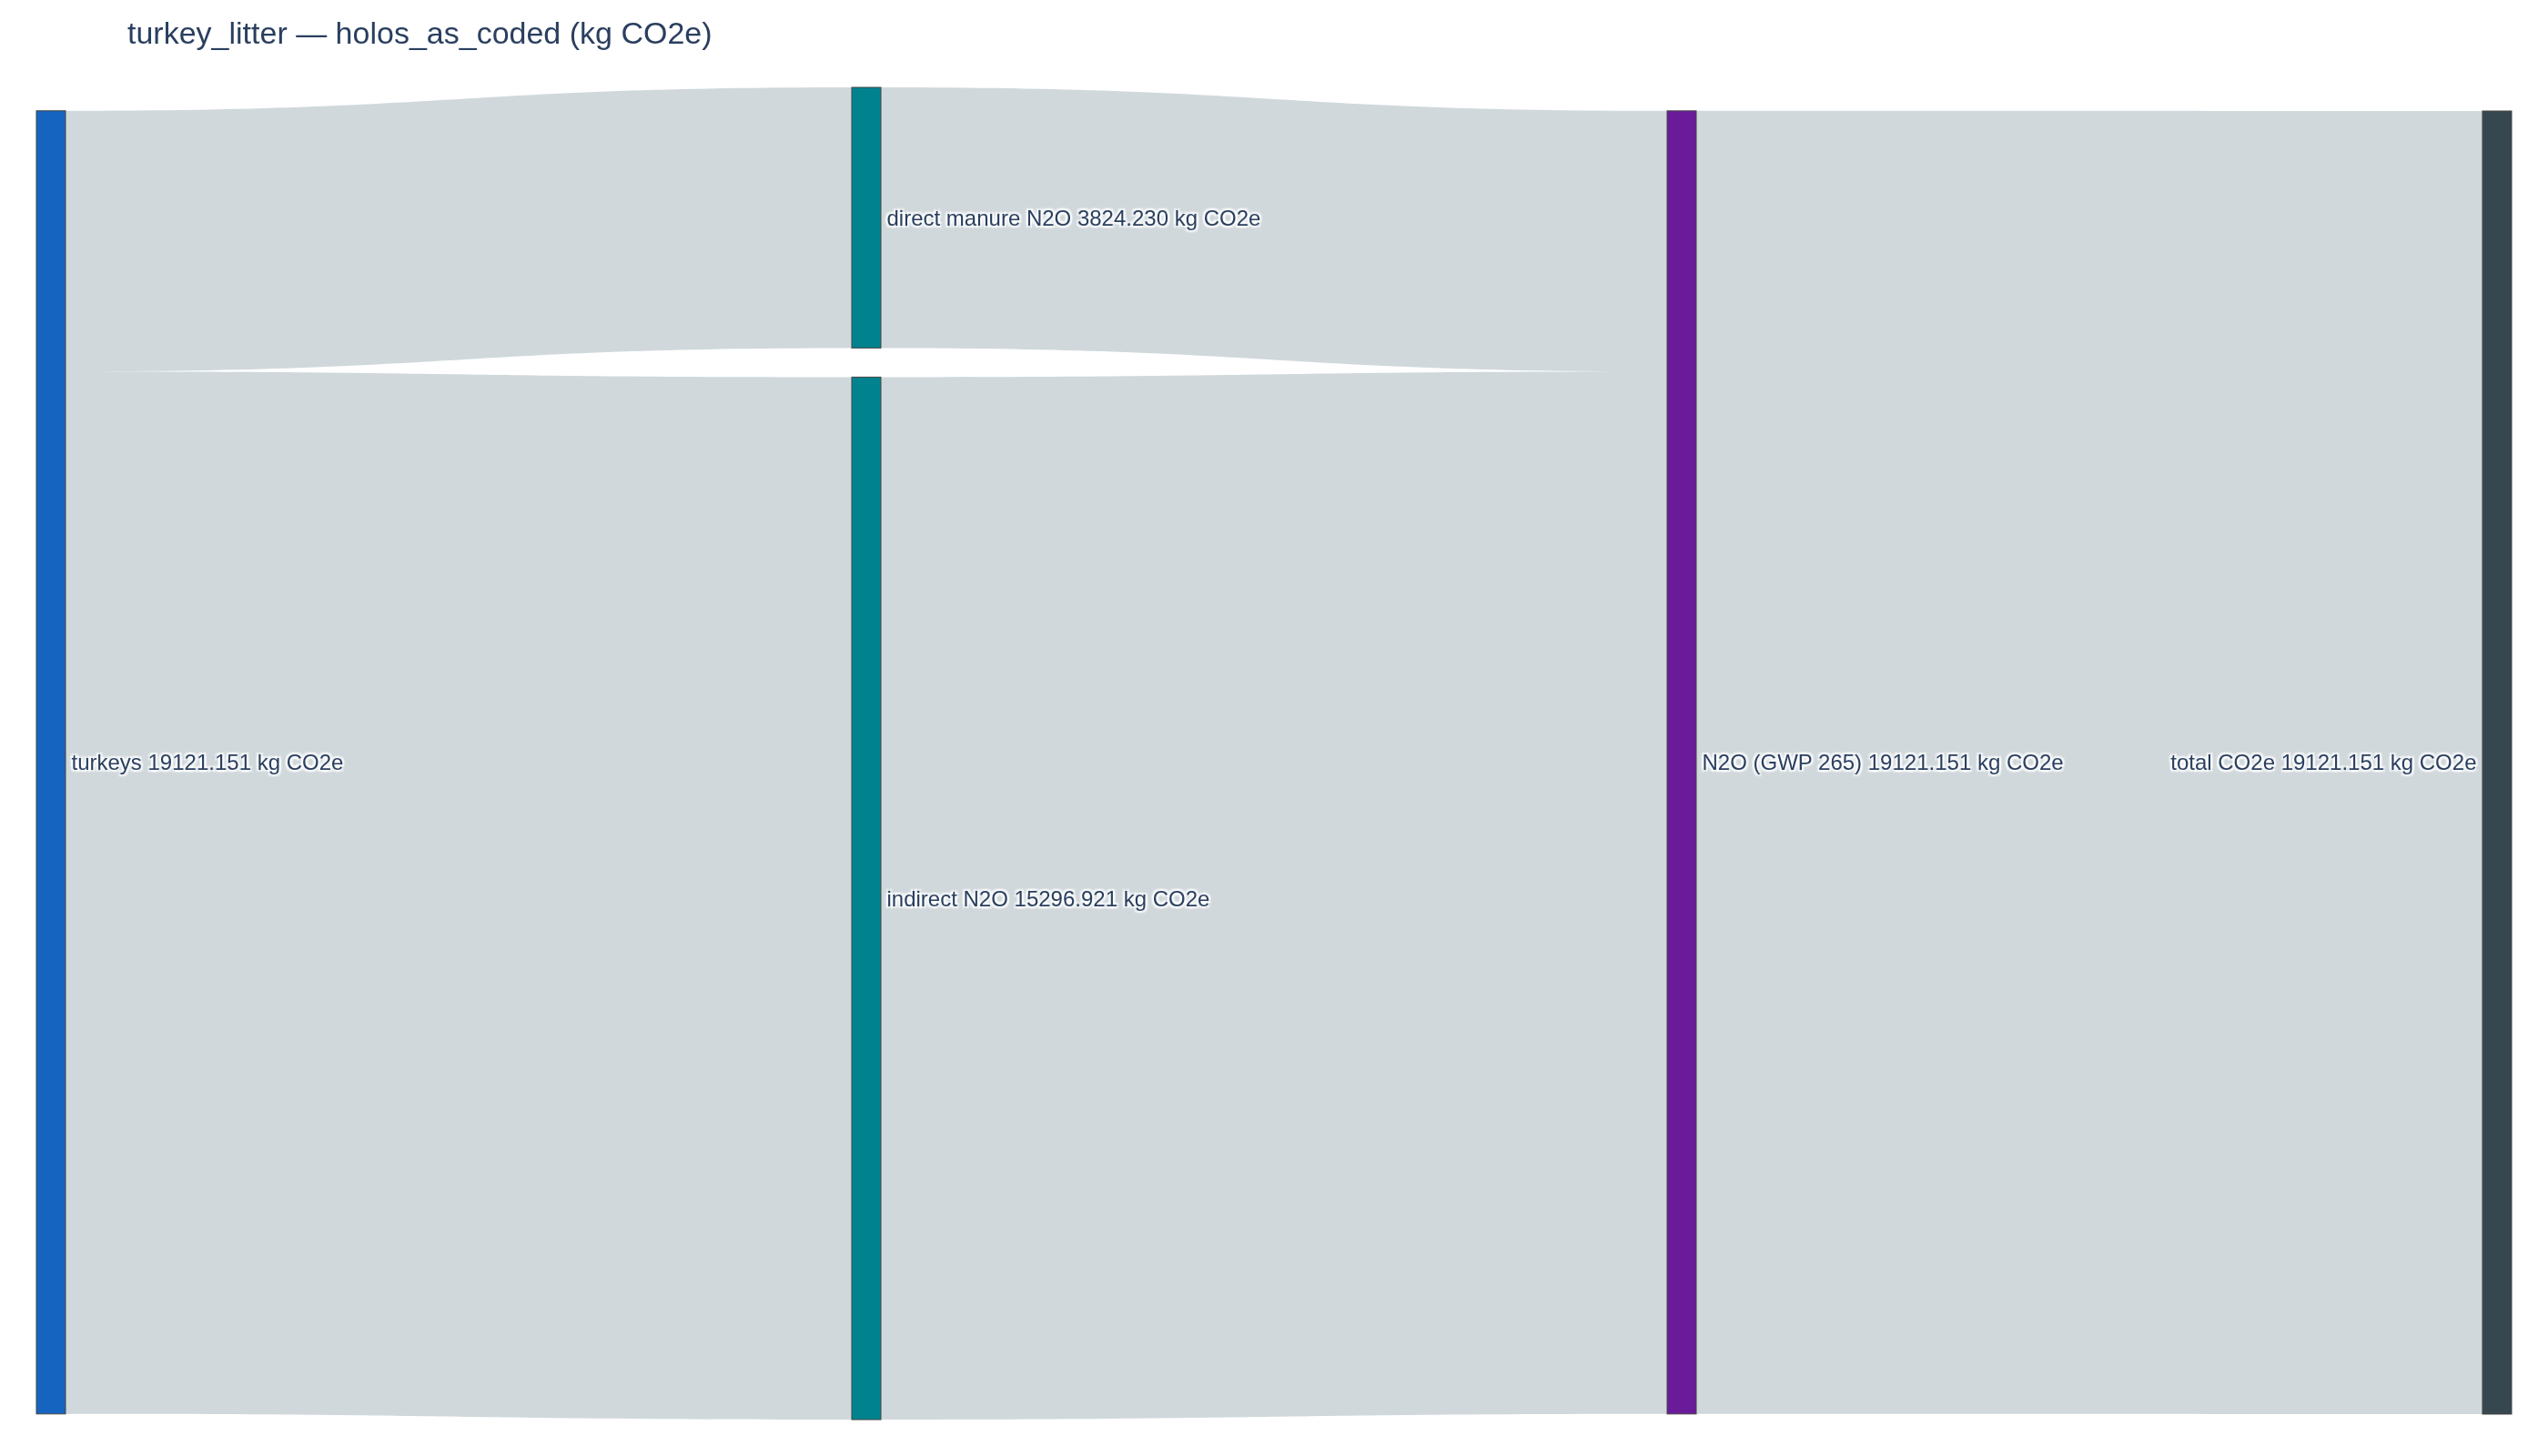 turkey_litter — holos_as_coded (kg CO2e)
direct manure N2O 3824.230 kg CO2e
turkeys 19121.151 kg CO2e
N2O (GWP 265) 19121.151 kg CO2e
total CO2e 19121.151 kg CO2e
indirect N2O 15296.921 kg CO2e